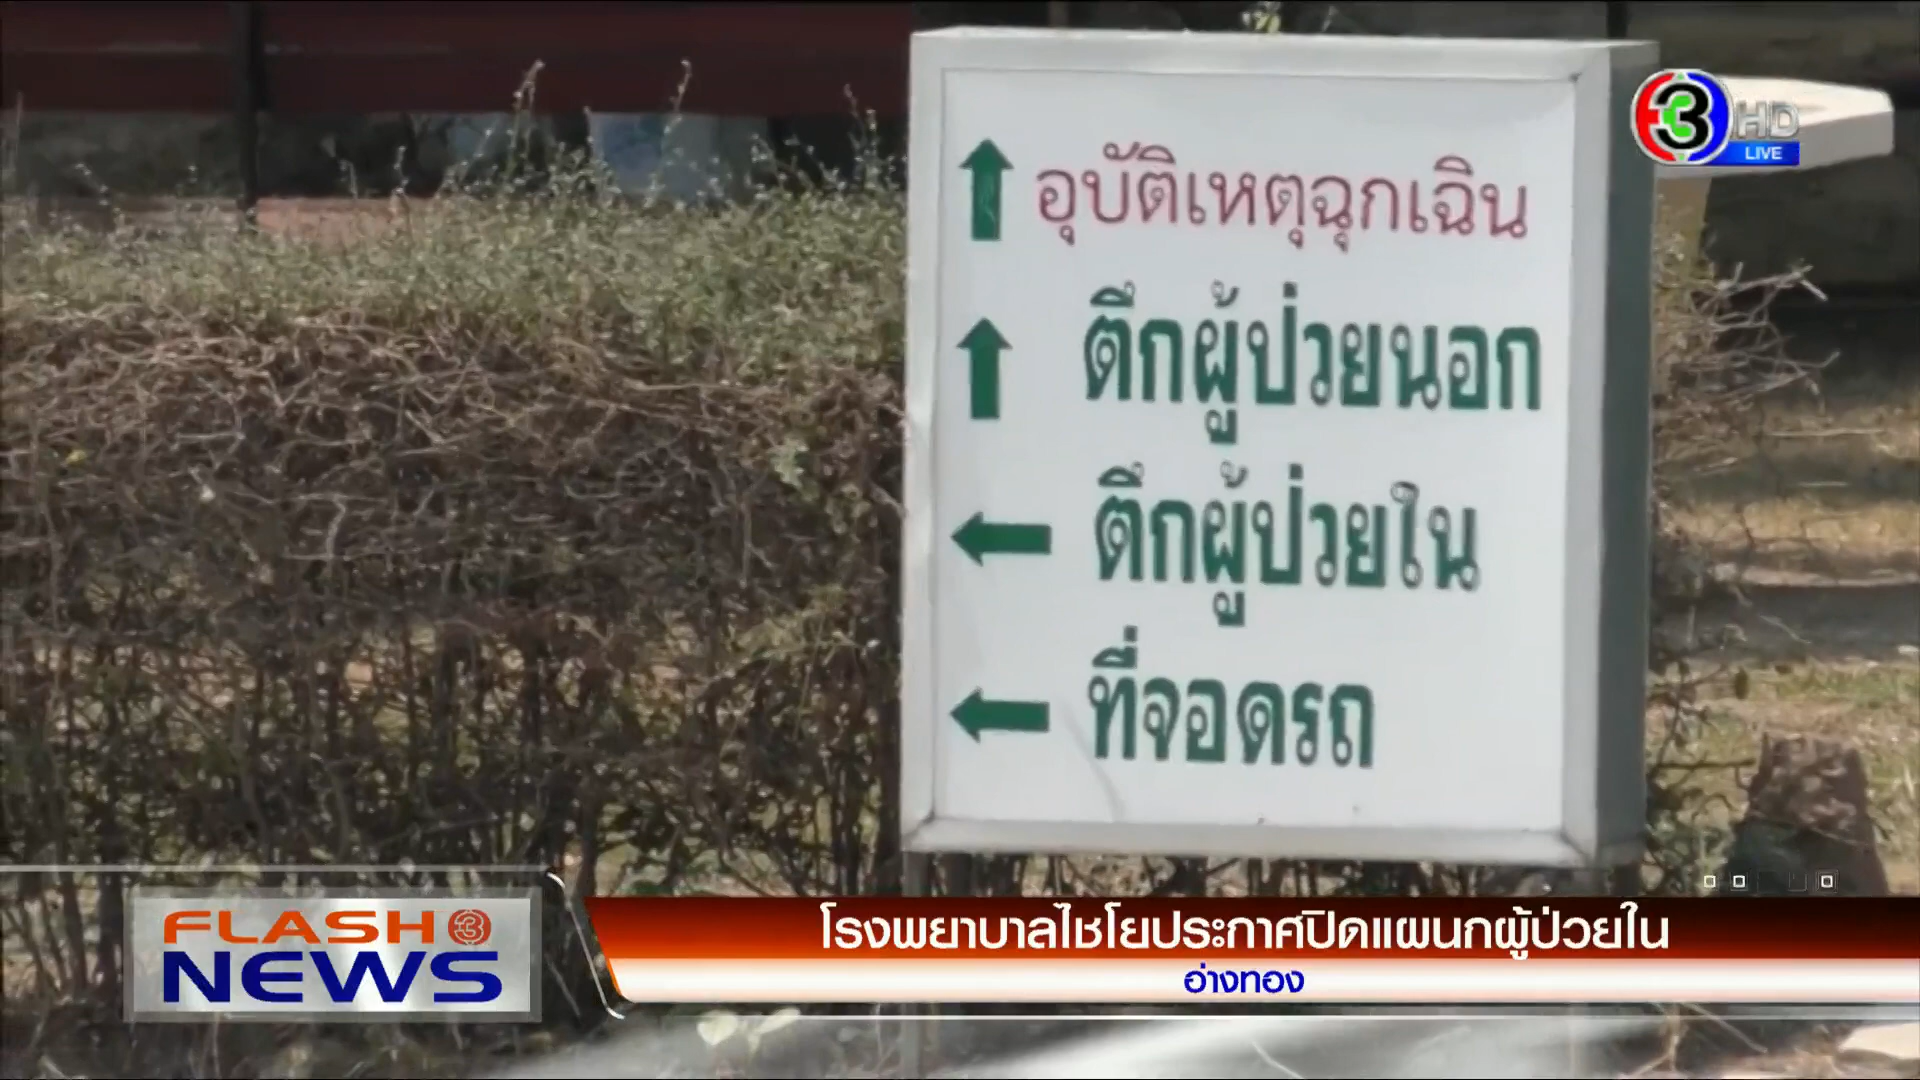 3 HD
LIVE
อุบัติเหตุฉุกเฉิน
ตึกผู้ป่วยนอก
ตึกผู้ป่วยใน
ที่จอดรถ
FLASH 3
NEWS
โรงพยาบาลไชโยประกาศปิดแผนกผู้ป่วยใน
อ่างทอง